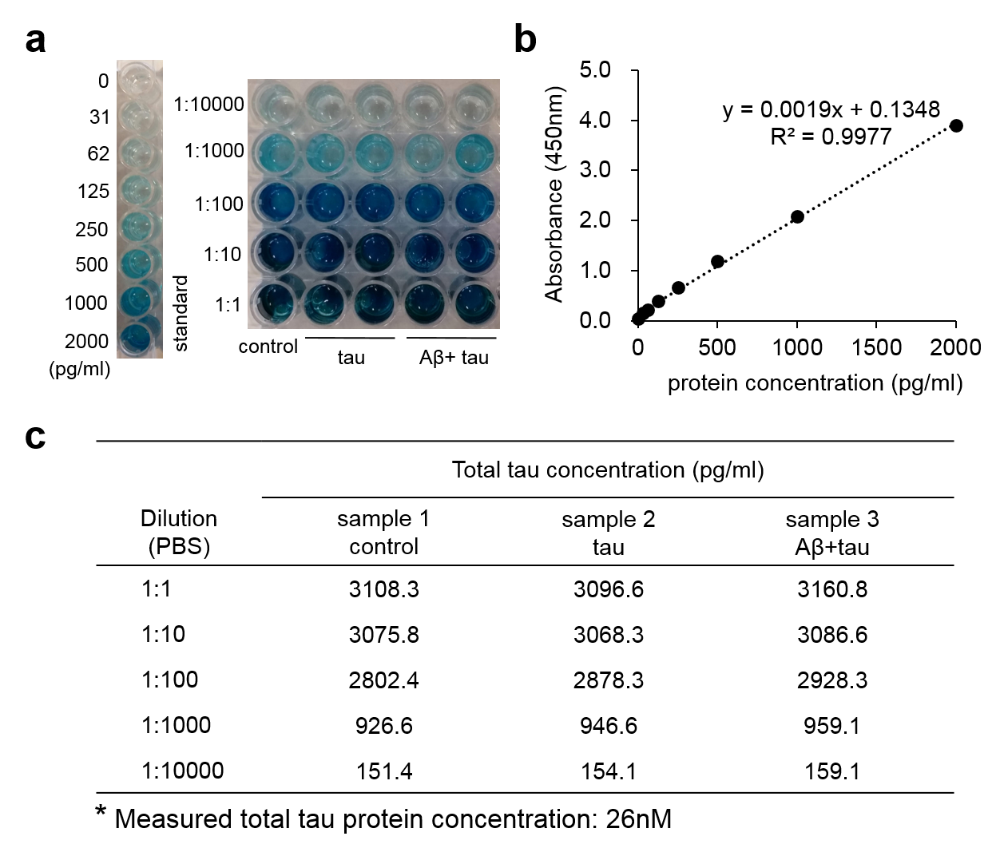 a
0
31
62
125
250
500
1000
2000
(pg/ml)
standard
1:10000
1:1000
1:100
1:10
1:1
control
tau
Aβ+ tau
b
Absorbance (450nm)
5.0
4.0
3.0
2.0
1.0
0.0
y = 0.0019x + 0.1348
R² = 0.9977
0 500 1000 1500 2000
protein concentration (pg/ml)
c
Total tau concentration (pg/ml)
Dilution sample 1 sample 2 sample 3
(PBS) control tau Aβ+tau
1:1 3108.3 3096.6 3160.8
1:10 3075.8 3068.3 3086.6
1:100 2802.4 2878.3 2928.3
1:1000 926.6 946.6 959.1
1:10000 151.4 154.1 159.1
* Measured total tau protein concentration: 26nM